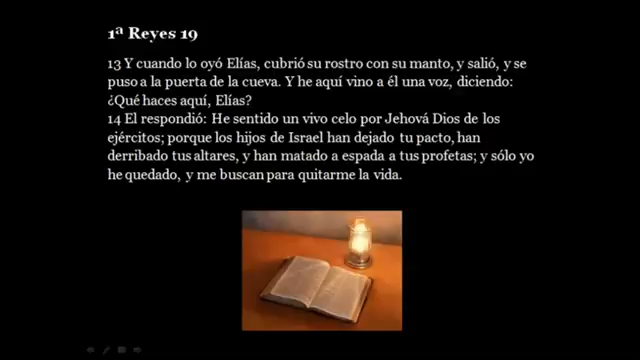 1ª Reyes 19
13 Y cuando lo oyó Elías, cubrió su rostro con su manto, y salió, y se
puso a la puerta de la cueva. Y he aquí vino a él una voz, diciendo:
¿Qué haces aquí, Elías?
14 El respondió: He sentido un vivo celo por Jehová Dios de los
ejércitos; porque los hijos de Israel han dejado tu pacto, han
derribado tus altares, y han matado a espada a tus profetas; y sólo yo
he quedado, y me buscan para quitarme la vida.